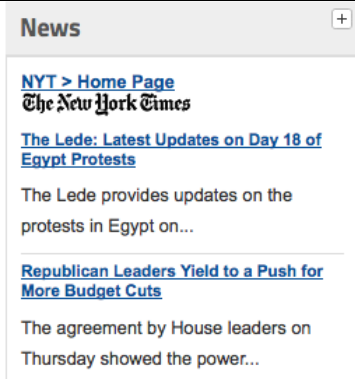 News
NYT > Home Page
The New York Times
The Lede: Latest Updates on Day 18 of
Egypt Protests
The Lede provides updates on the
protests in Egypt on...
Republican Leaders Yield to a Push for
More Budget Cuts
The agreement by House leaders on
Thursday showed the power...